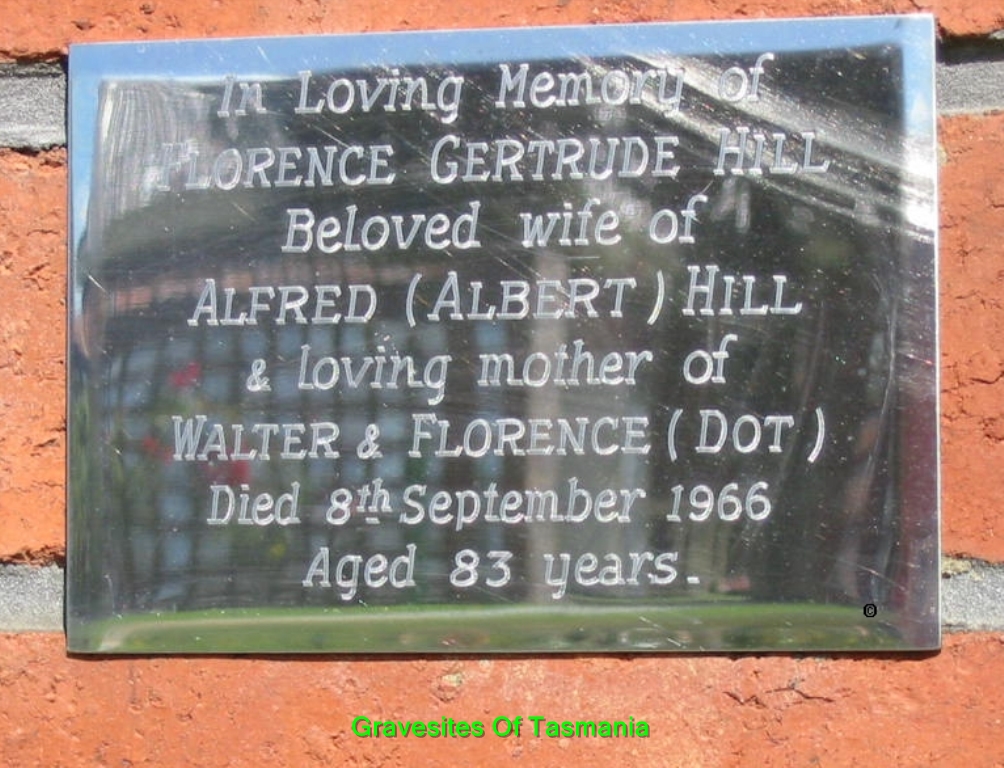 In Loving Memory of
FLORENCE GERTRUDE HILL
Beloved wife of
ALFRED (ALBERT) HILL
& loving mother of
WALTER & FLORENCE (DOT)
Died 8th September 1966
Aged 83 years.
©
Gravesites Of Tasmania